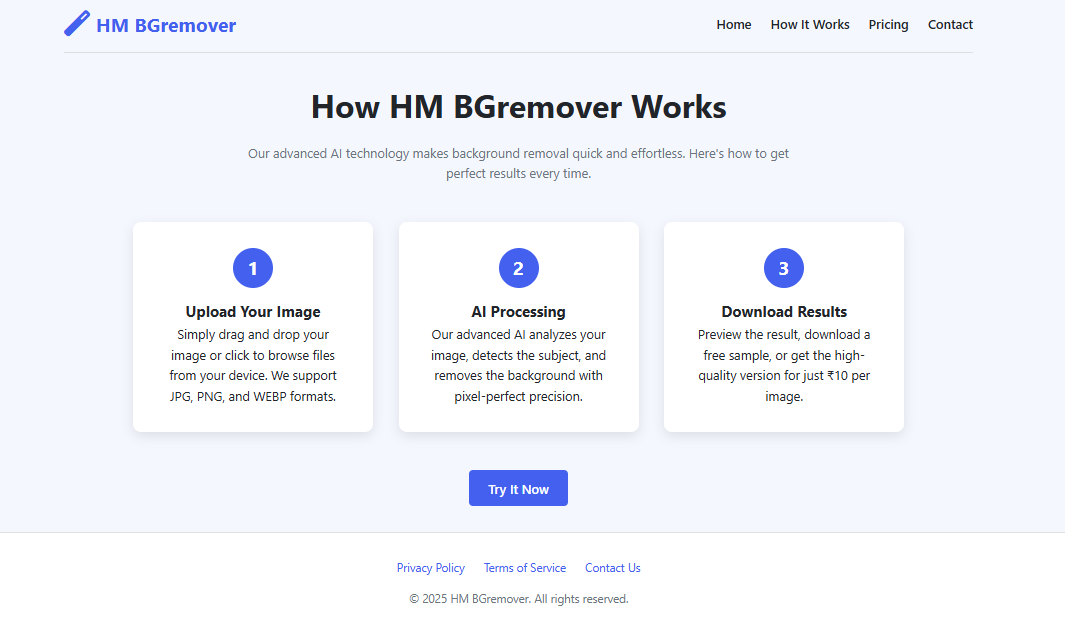 HM BGremover
Home How It Works Pricing Contact
How HM BGremover Works
Our advanced AI technology makes background removal quick and effortless. Here's how to get
perfect results every time.
1
Upload Your Image
Simply drag and drop your
image or click to browse files
from your device. We support
JPG, PNG, and WEBP formats.
2
AI Processing
Our advanced AI analyzes your
image, detects the subject, and
removes the background with
pixel-perfect precision.
3
Download Results
Preview the result, download a
free sample, or get the high-
quality version for just ₹10 per
image.
Try It Now
Privacy Policy Terms of Service Contact Us
© 2025 HM BGremover. All rights reserved.